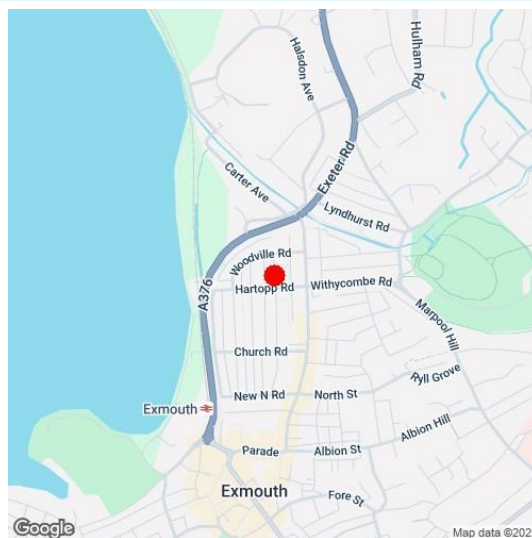 Hulham Rd
Halsdon Ave
Exeter Rd
Carter Ave
Lyndhurst Rd
Woodville Rd
A376
Hartopp Rd
Withycombe Rd
Marpool Hill
Church Rd
Ryll Grove
New N Rd
North St
Exmouth
Albion Hill
Parade
Albion St
Exmouth
Fore St
Google
Map data ©202